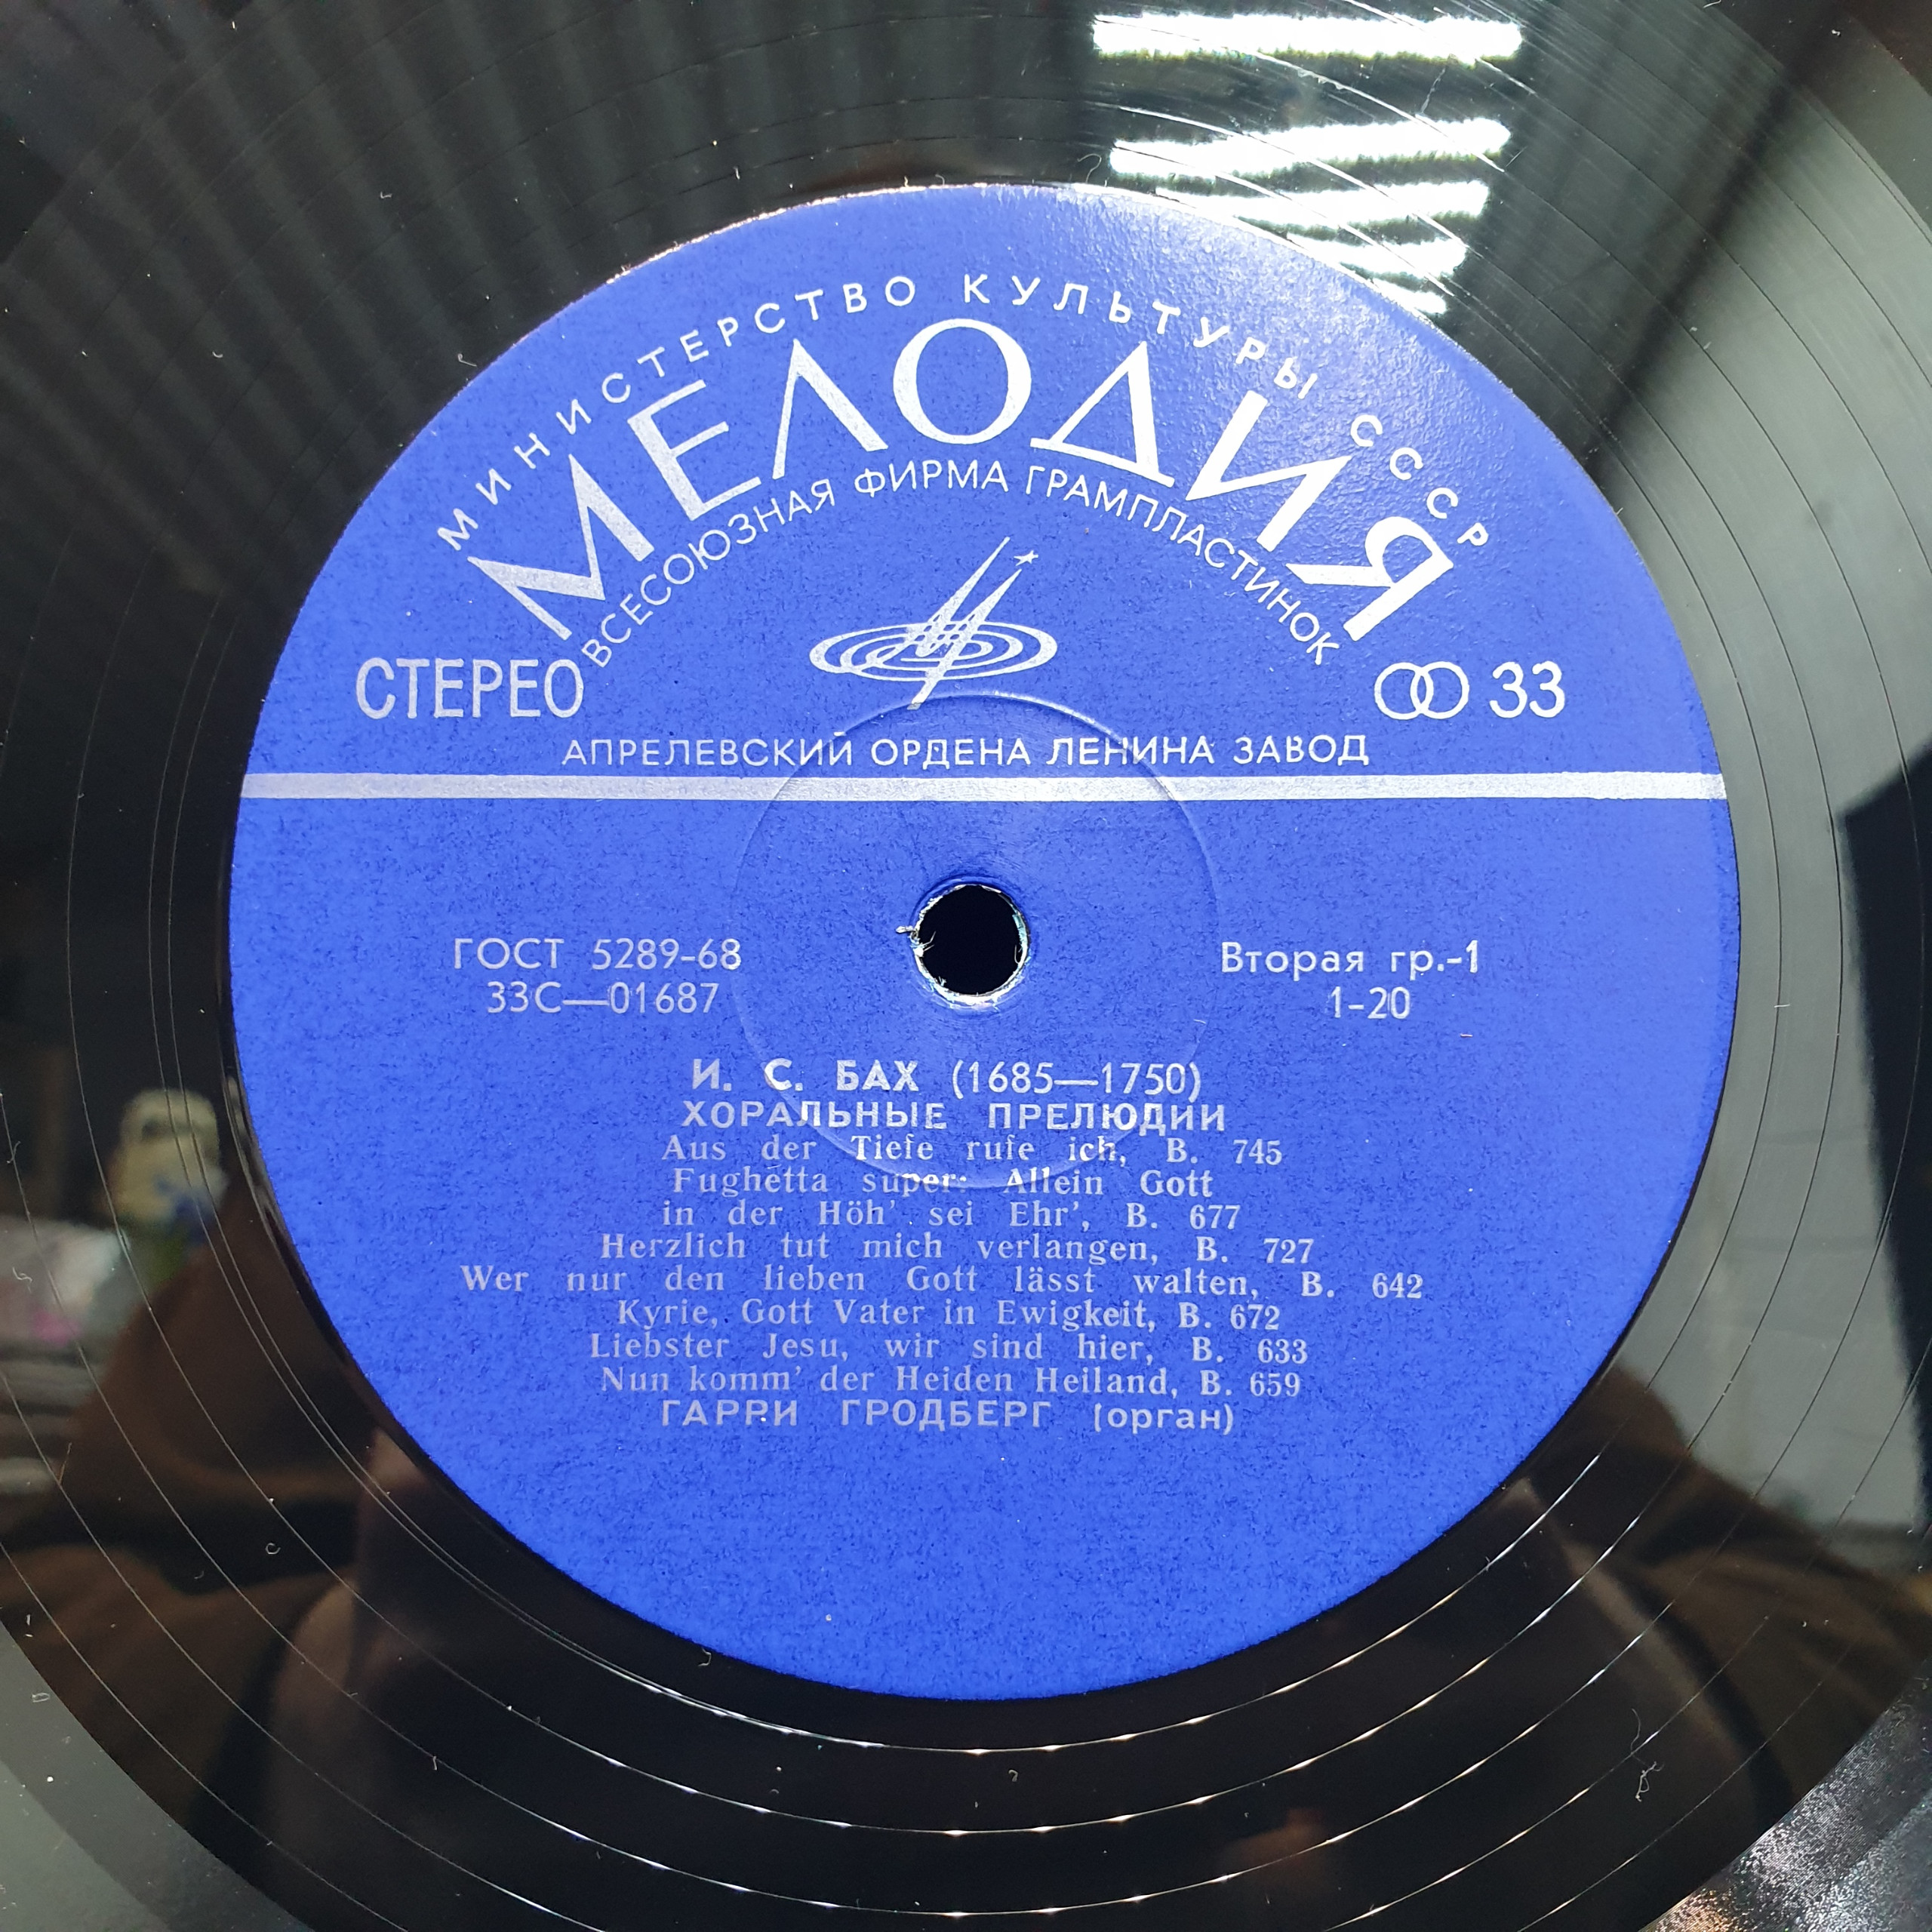 МИНИСТЕРСТВО КУЛЬТУРЫ СССР
МЕЛОДИЯ
ВСЕСОЮЗНАЯ ФИРМА ГРАМПЛАСТИНОК
СТЕРЕО
33
АПРЕЛЕВСКИЙ ОРДЕНА ЛЕНИНА ЗАВОД
ГОСТ 5289-68
33С—01687
Вторая гр.-1
1-20
И. С. БАХ (1685—1750)
ХОРАЛЬНЫЕ ПРЕЛЮДИИ
Aus der Tiefe rufe ich, B. 745
Fughetta super: Allein Gott
in der Höh' sei Ehr', B. 677
Herzlich tut mich verlangen, B. 727
Wer nur den lieben Gott lässt walten, B. 642
Kyrie, Gott Vater in Ewigkeit, B. 672
Liebster Jesu, wir sind hier, B. 633
Nun komm' der Heiden Heiland, B. 659
ГАРРИ ГРОДБЕРГ (орган)